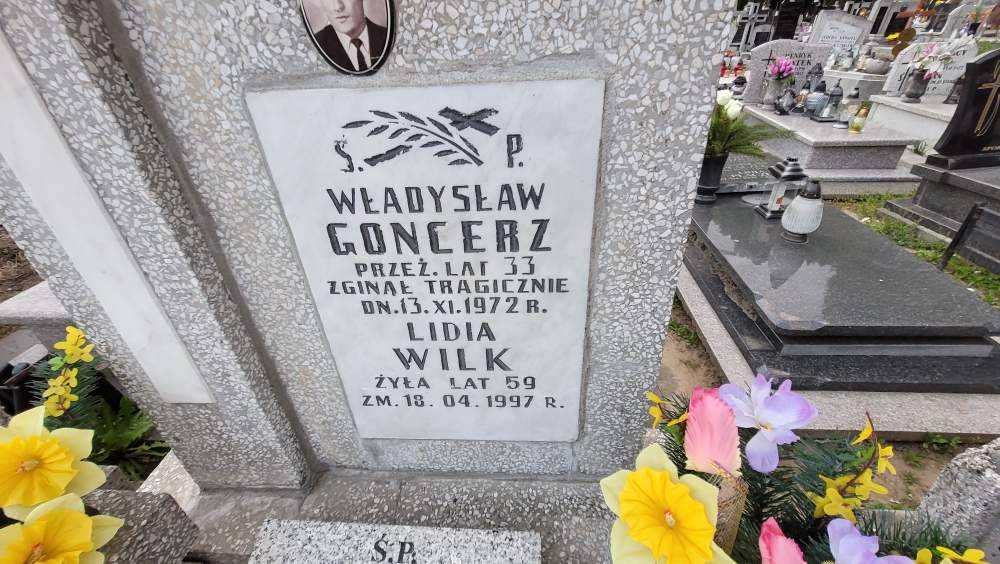 Ś. P.
WŁADYSŁAW
GONCERZ
PRZEŻ. LAT 33
ZGINĄŁ TRAGICZNIE
DN. 13. XI. 1972 R.
LIDIA
WILK
ŻYŁA LAT 59
ZM. 18. 04. 1997 R.
Ś.P.
HENRYK